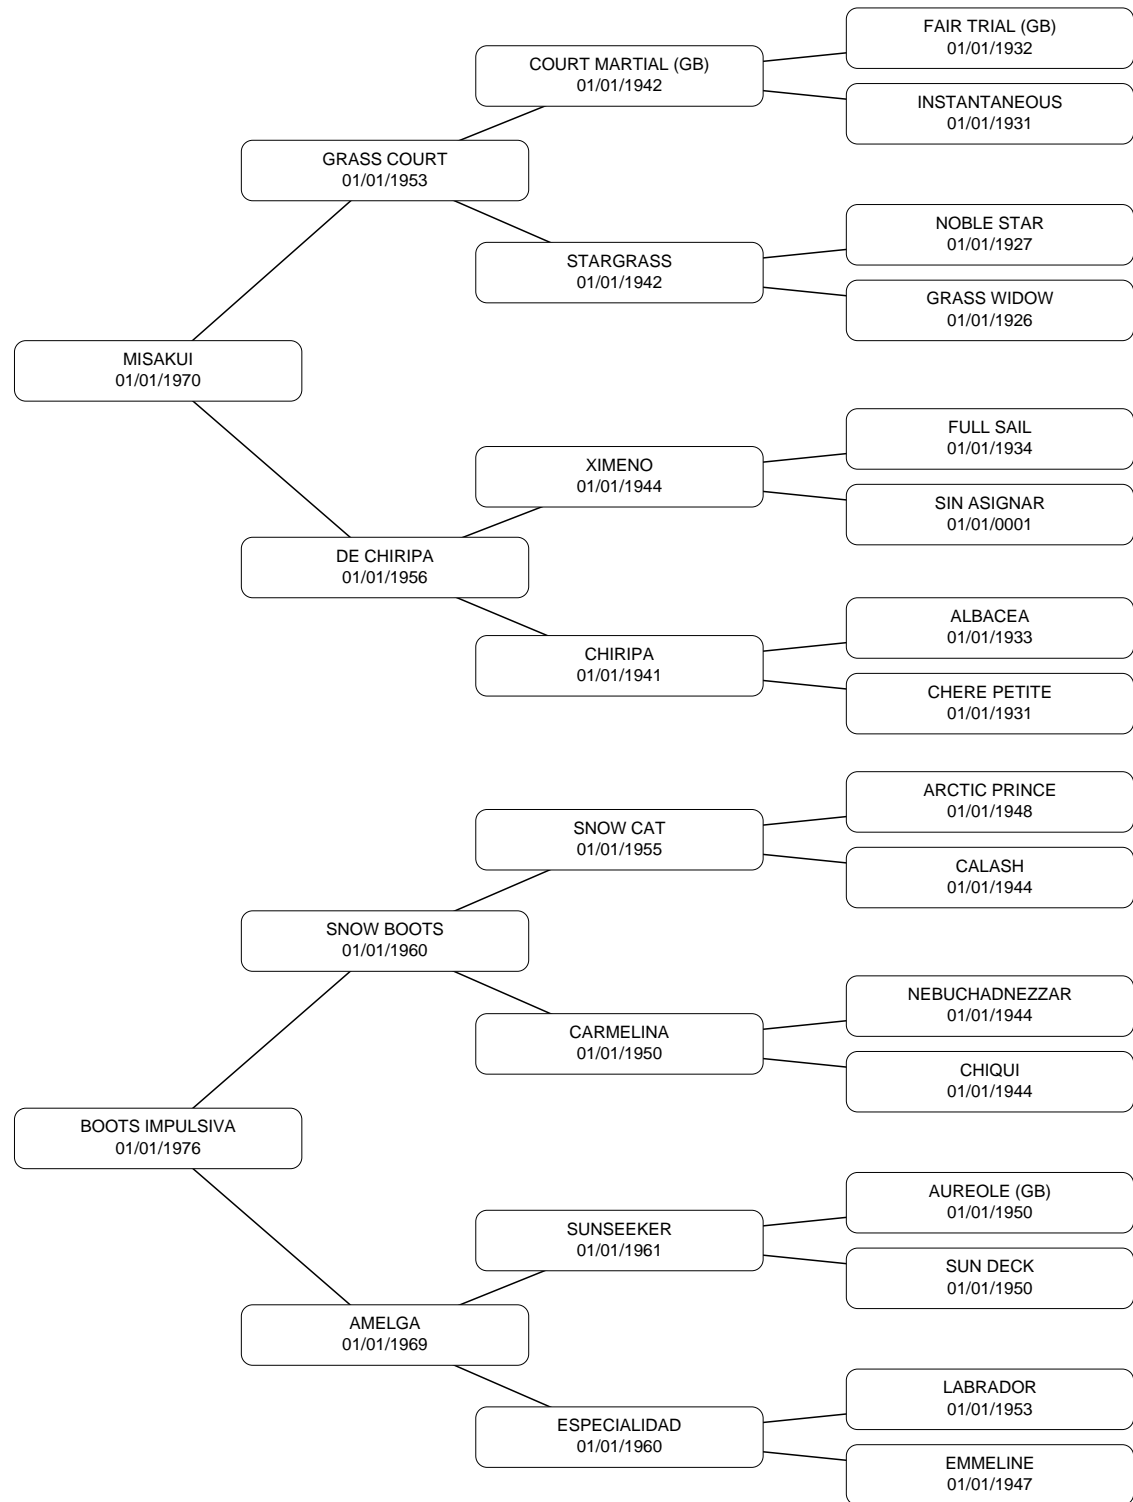 FAIR TRIAL (GB)
01/01/1932
COURT MARTIAL (GB)
01/01/1942
INSTANTANEOUS
01/01/1931
GRASS COURT
01/01/1953
NOBLE STAR
01/01/1927
STARGRASS
01/01/1942
GRASS WIDOW
01/01/1926
MISAKUI
01/01/1970
FULL SAIL
01/01/1934
XIMENO
01/01/1944
SIN ASIGNAR
01/01/0001
DE CHIRIPA
01/01/1956
ALBACEA
01/01/1933
CHIRIPA
01/01/1941
CHERE PETITE
01/01/1931
ARCTIC PRINCE
01/01/1948
SNOW CAT
01/01/1955
CALASH
01/01/1944
SNOW BOOTS
01/01/1960
NEBUCHADNEZZAR
01/01/1944
CARMELINA
01/01/1950
CHIQUI
01/01/1944
BOOTS IMPULSIVA
01/01/1976
AUREOLE (GB)
01/01/1950
SUNSEEKER
01/01/1961
SUN DECK
01/01/1950
AMELGA
01/01/1969
LABRADOR
01/01/1953
ESPECIALIDAD
01/01/1960
EMMELINE
01/01/1947